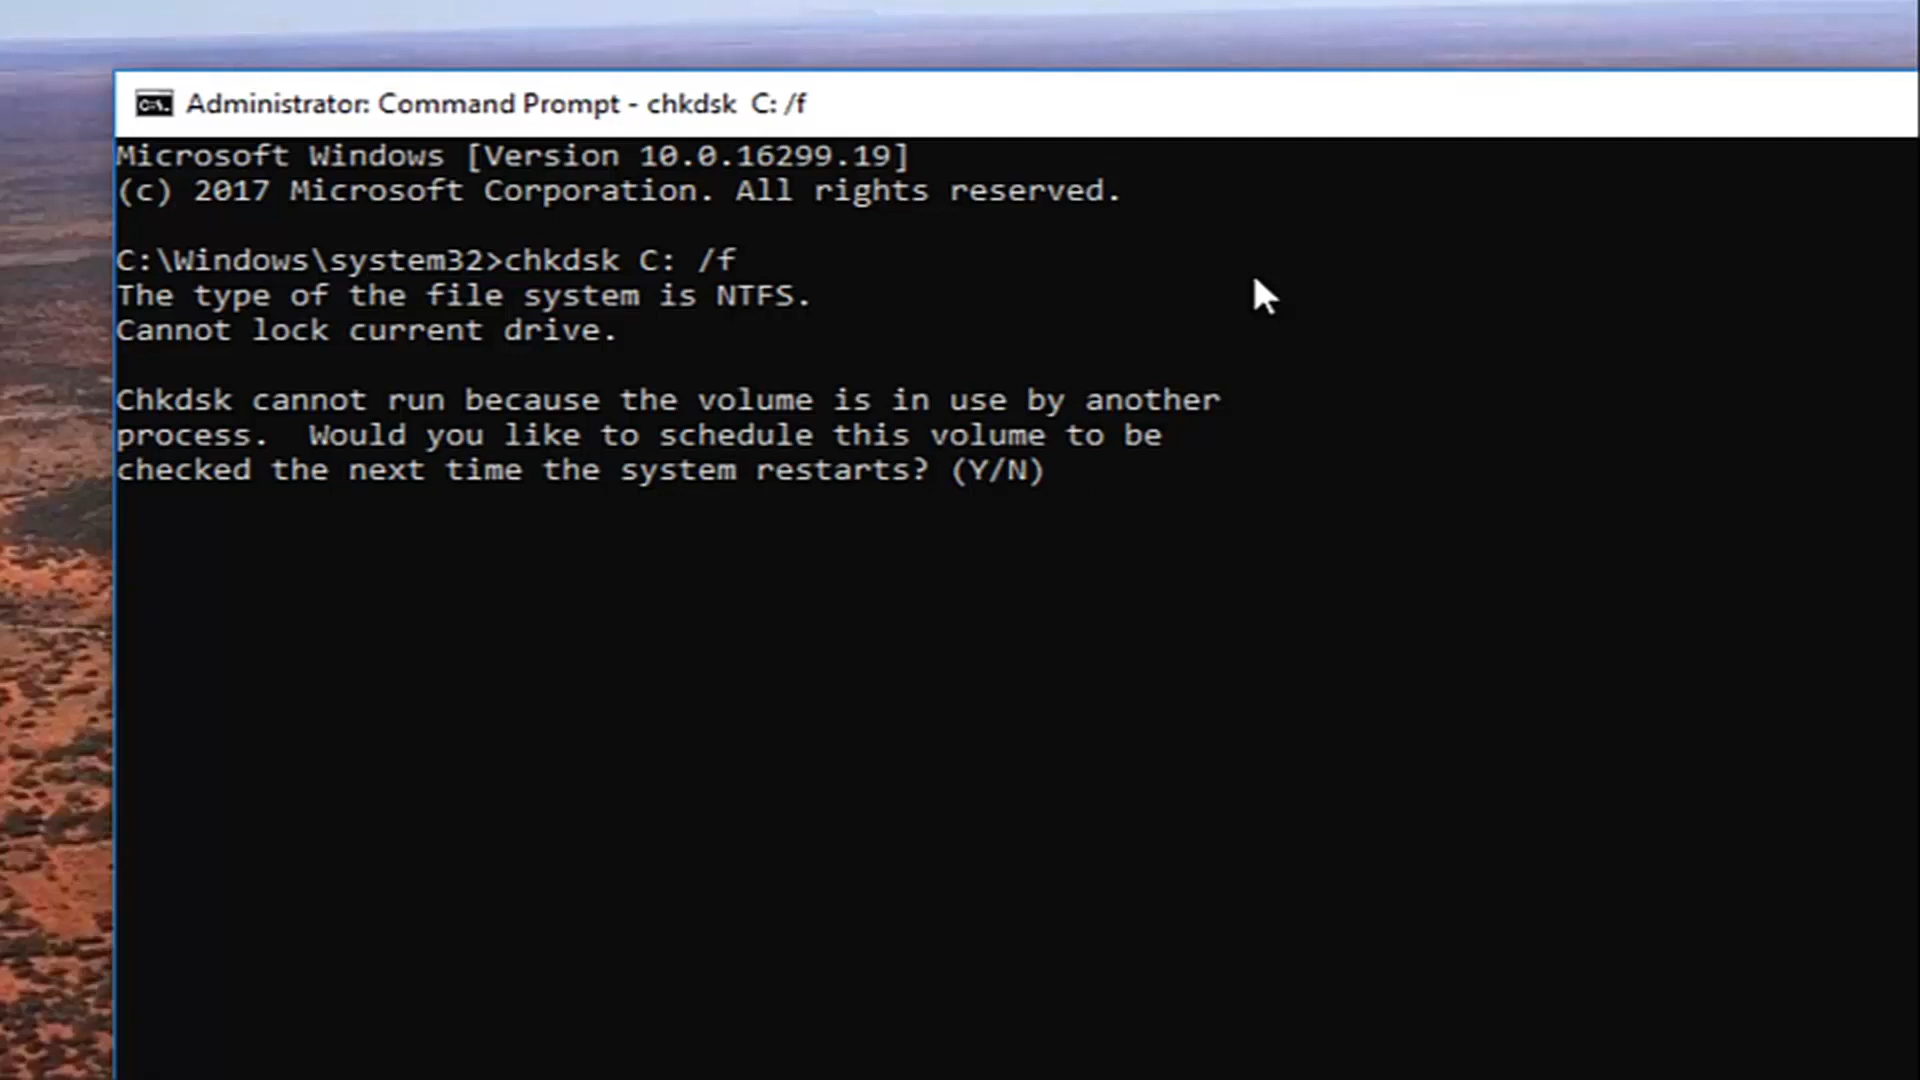 Administrator: Command Prompt - chkdsk  C: /f
Microsoft Windows [Version 10.0.16299.19]
(c) 2017 Microsoft Corporation. All rights reserved.
C:\Windows\system32>chkdsk C: /f
The type of the file system is NTFS.
Cannot lock current drive.
Chkdsk cannot run because the volume is in use by another
process.  Would you like to schedule this volume to be
checked the next time the system restarts? (Y/N)